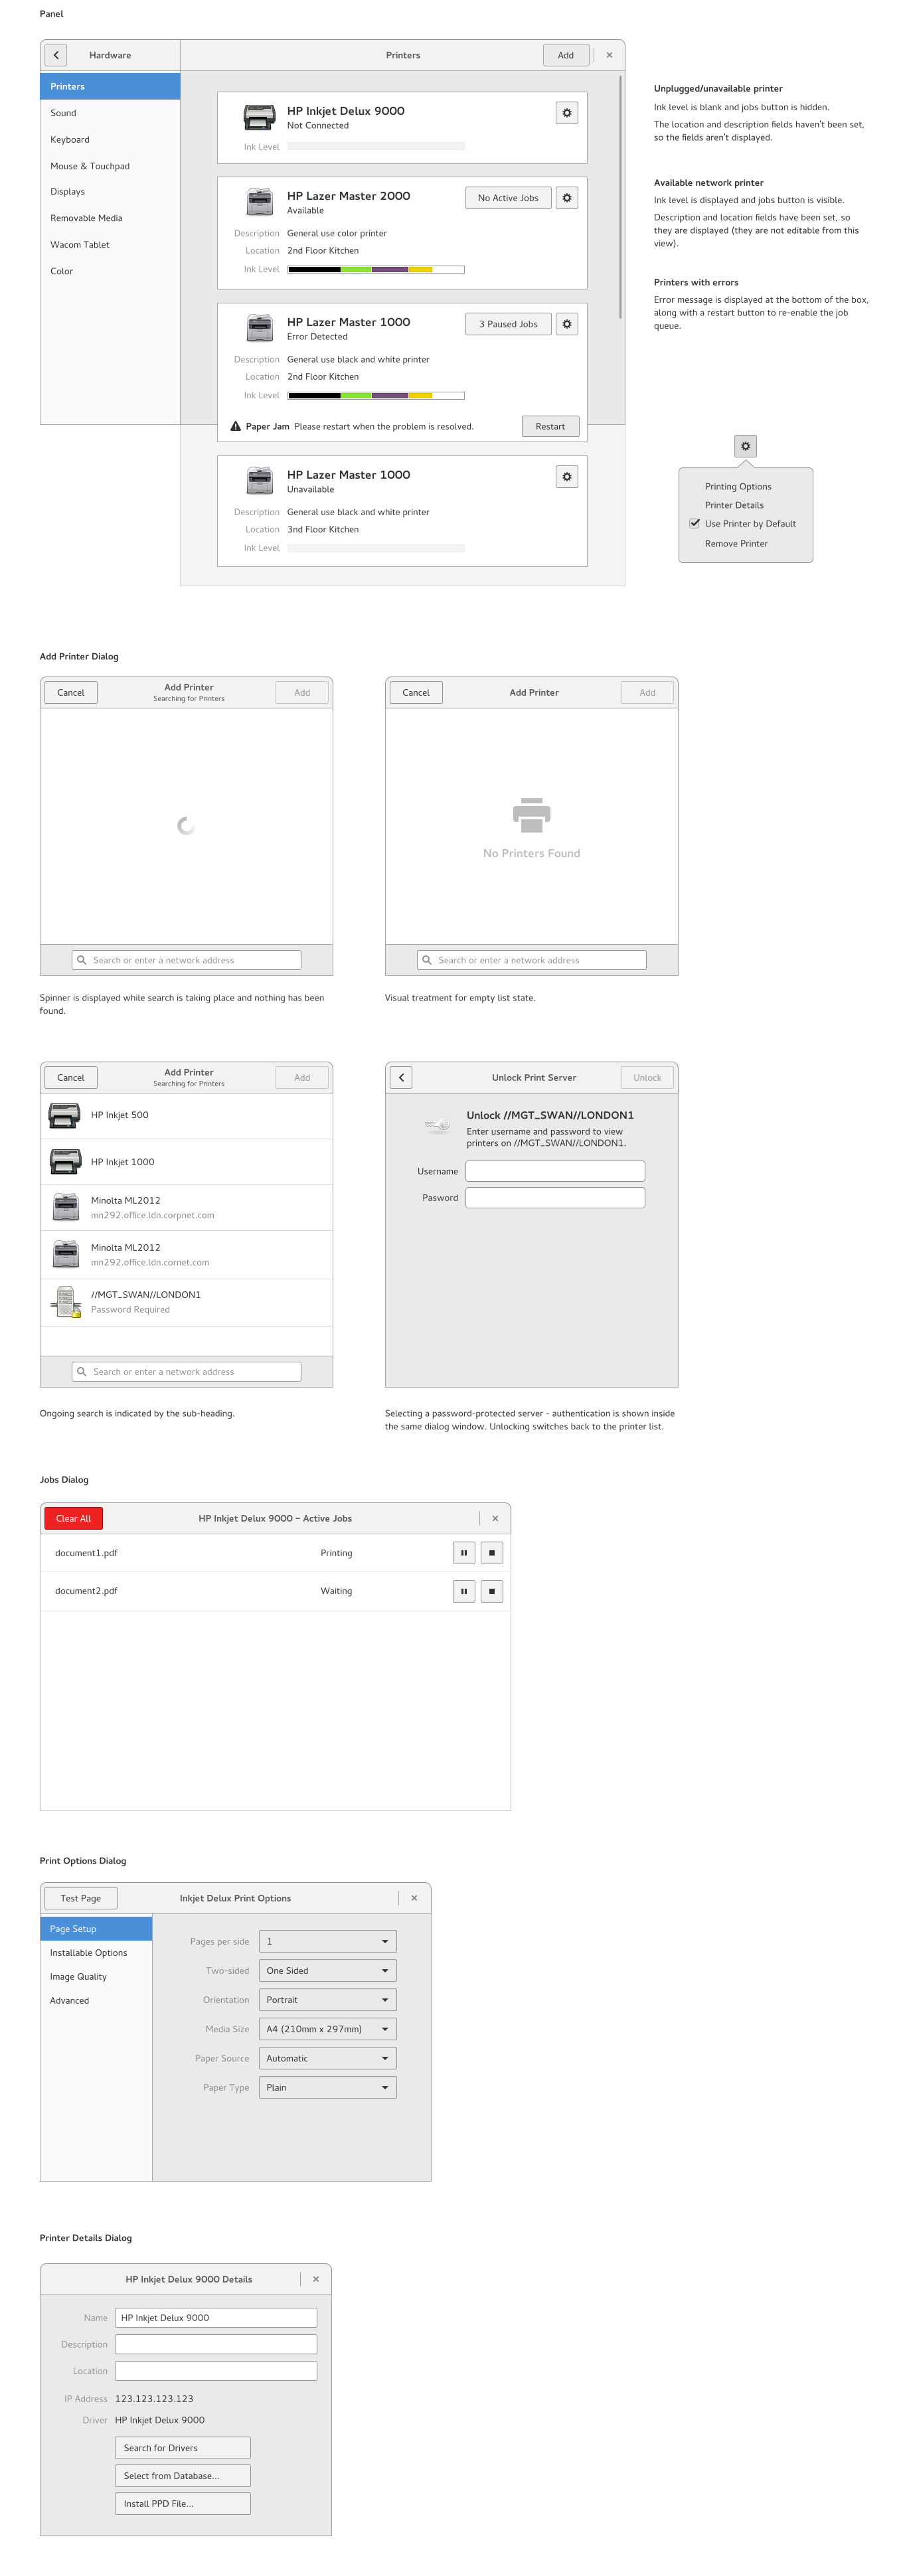 Panel
Hardware
Printers
Add
Printers
Sound
Keyboard
Mouse & Touchpad
Displays
Removable Media
Wacom Tablet
Color
HP Inkjet Delux 9000
Not Connected
Ink Level
HP Lazer Master 2000
Available
No Active Jobs
Description General use color printer
Location 2nd Floor Kitchen
Ink Level
HP Lazer Master 1000
Error Detected
3 Paused Jobs
Description General use black and white printer
Location 2nd Floor Kitchen
Ink Level
Paper Jam Please restart when the problem is resolved.
Restart
HP Lazer Master 1000
Unavailable
Description General use black and white printer
Location 3nd Floor Kitchen
Ink Level
Unplugged/unavailable printer
Ink level is blank and jobs button is hidden.
The location and description fields haven't been set,
so the fields aren't displayed.
Available network printer
Ink level is displayed and jobs button is visible.
Description and location fields have been set, so
they are displayed (they are not editable from this
view).
Printers with errors
Error message is displayed at the bottom of the box,
along with a restart button to re-enable the job
queue.
Printing Options
Printer Details
Use Printer by Default
Remove Printer
Add Printer Dialog
Cancel
Add Printer
Searching for Printers
Add
Search or enter a network address
Spinner is displayed while search is taking place and nothing has been
found.
Cancel
Add Printer
Add
No Printers Found
Search or enter a network address
Visual treatment for empty list state.
Cancel
Add Printer
Searching for Printers
Add
HP Inkjet 500
HP Inkjet 1000
Minolta ML2012
mn292.office.ldn.corpnet.com
Minolta ML2012
mn292.office.ldn.cornet.com
//MGT_SWAN//LONDON1
Password Required
Search or enter a network address
Ongoing search is indicated by the sub-heading.
Unlock Print Server
Unlock
Unlock //MGT_SWAN//LONDON1
Enter username and password to view
printers on //MGT_SWAN//LONDON1.
Username
Pasword
Selecting a password-protected server - authentication is shown inside
the same dialog window. Unlocking switches back to the printer list.
Jobs Dialog
Clear All
HP Inkjet Delux 9000 – Active Jobs
document1.pdf Printing
document2.pdf Waiting
Print Options Dialog
Test Page
Inkjet Delux Print Options
Page Setup
Installable Options
Image Quality
Advanced
Pages per side 1
Two-sided One Sided
Orientation Portrait
Media Size A4 (210mm x 297mm)
Paper Source Automatic
Paper Type Plain
Printer Details Dialog
HP Inkjet Delux 9000 Details
Name HP Inkjet Delux 9000
Description
Location
IP Address 123.123.123.123
Driver HP Inkjet Delux 9000
Search for Drivers
Select from Database...
Install PPD File...